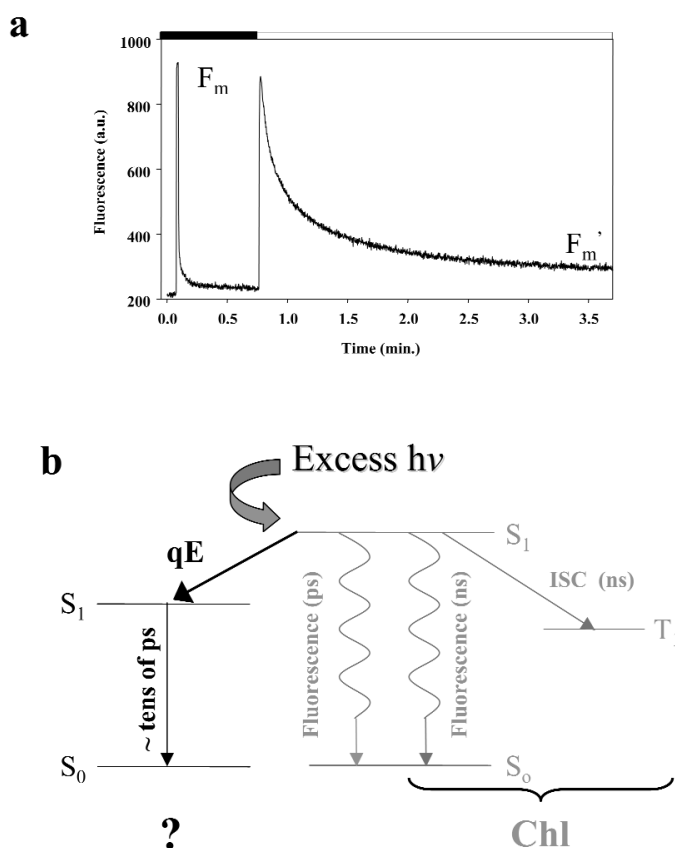 a
1000
800
600
400
200
Fluorescence (a.u.)
Fm
Fm'
0.0 0.5 1.0 1.5 2.0 2.5 3.0 3.5
Time (min.)
b
Excess hν
qE
S1
S1
Fluorescence (ps)
Fluorescence (ns)
ISC (ns)
~ tens of ps
S0
So
?
Chl